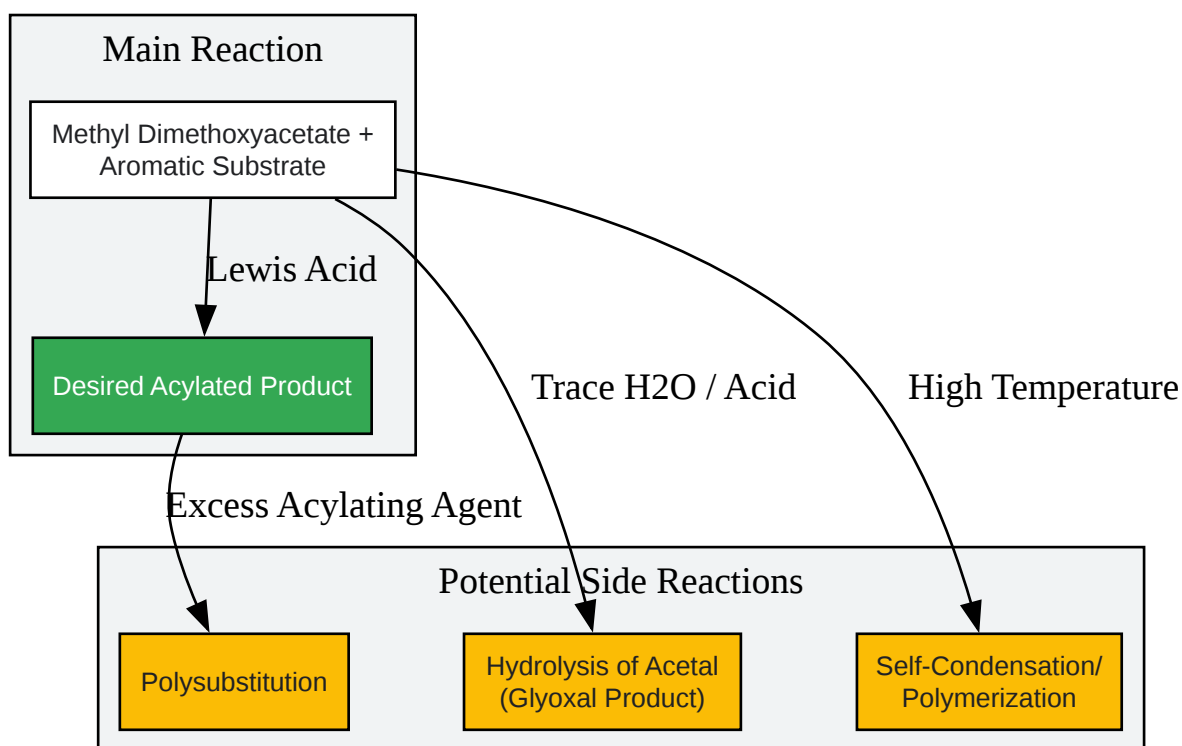 Main Reaction
Methyl Dimethoxyacetate +
Aromatic Substrate
Lewis Acid
Desired Acylated Product
Trace H2O / Acid
High Temperature
Excess Acylating Agent
Potential Side Reactions
Polysubstitution
Hydrolysis of Acetal
(Glyoxal Product)
Self-Condensation/
Polymerization